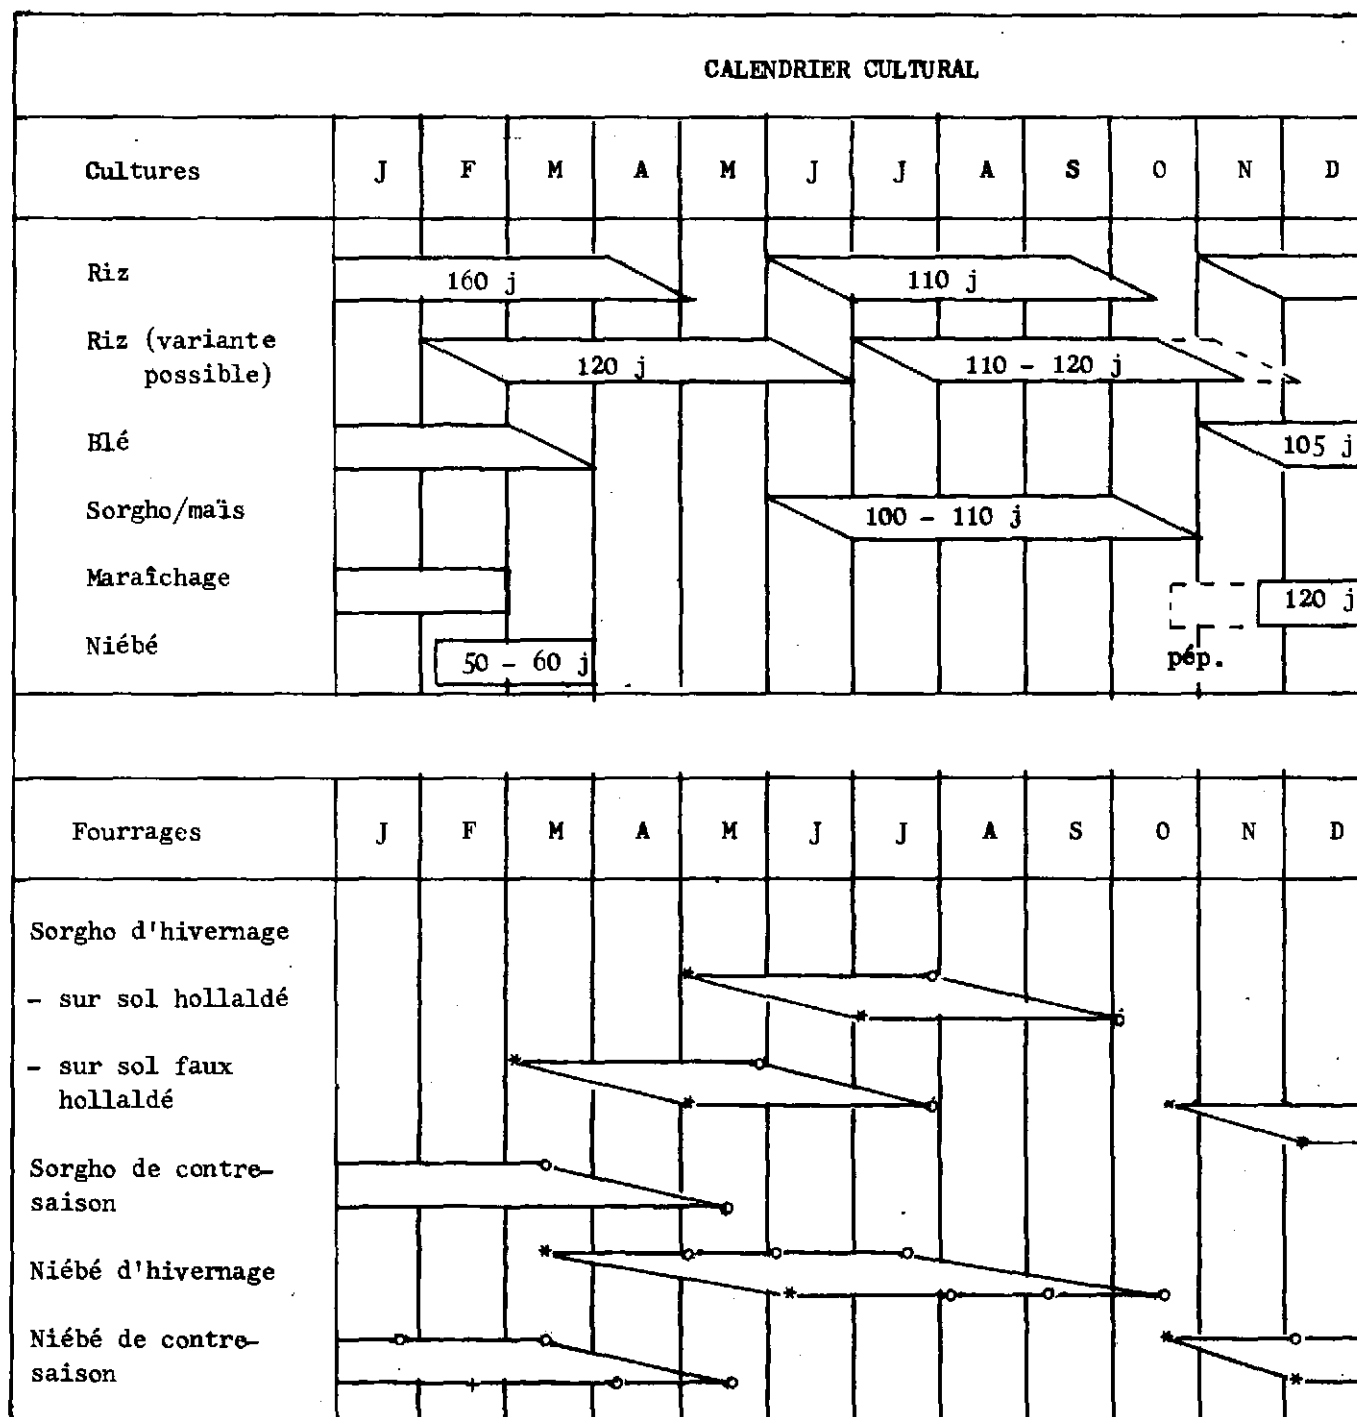 CALENDRIER CULTURAL
Cultures J F M A M J J A S O N D
Riz
160 j 110 j
Riz (variante
possible)
120 j 110 - 120 j
Blé
105 j
Sorgho/maïs
100 - 110 j
Maraîchage
120 j
Niébé
50 - 60 j
pép.
Fourrages J F M A M J J A S O N D
Sorgho d'hivernage
- sur sol hollaldé
- sur sol faux
hollaldé
Sorgho de contre-
saison
Niébé d'hivernage
Niébé de contre-
saison